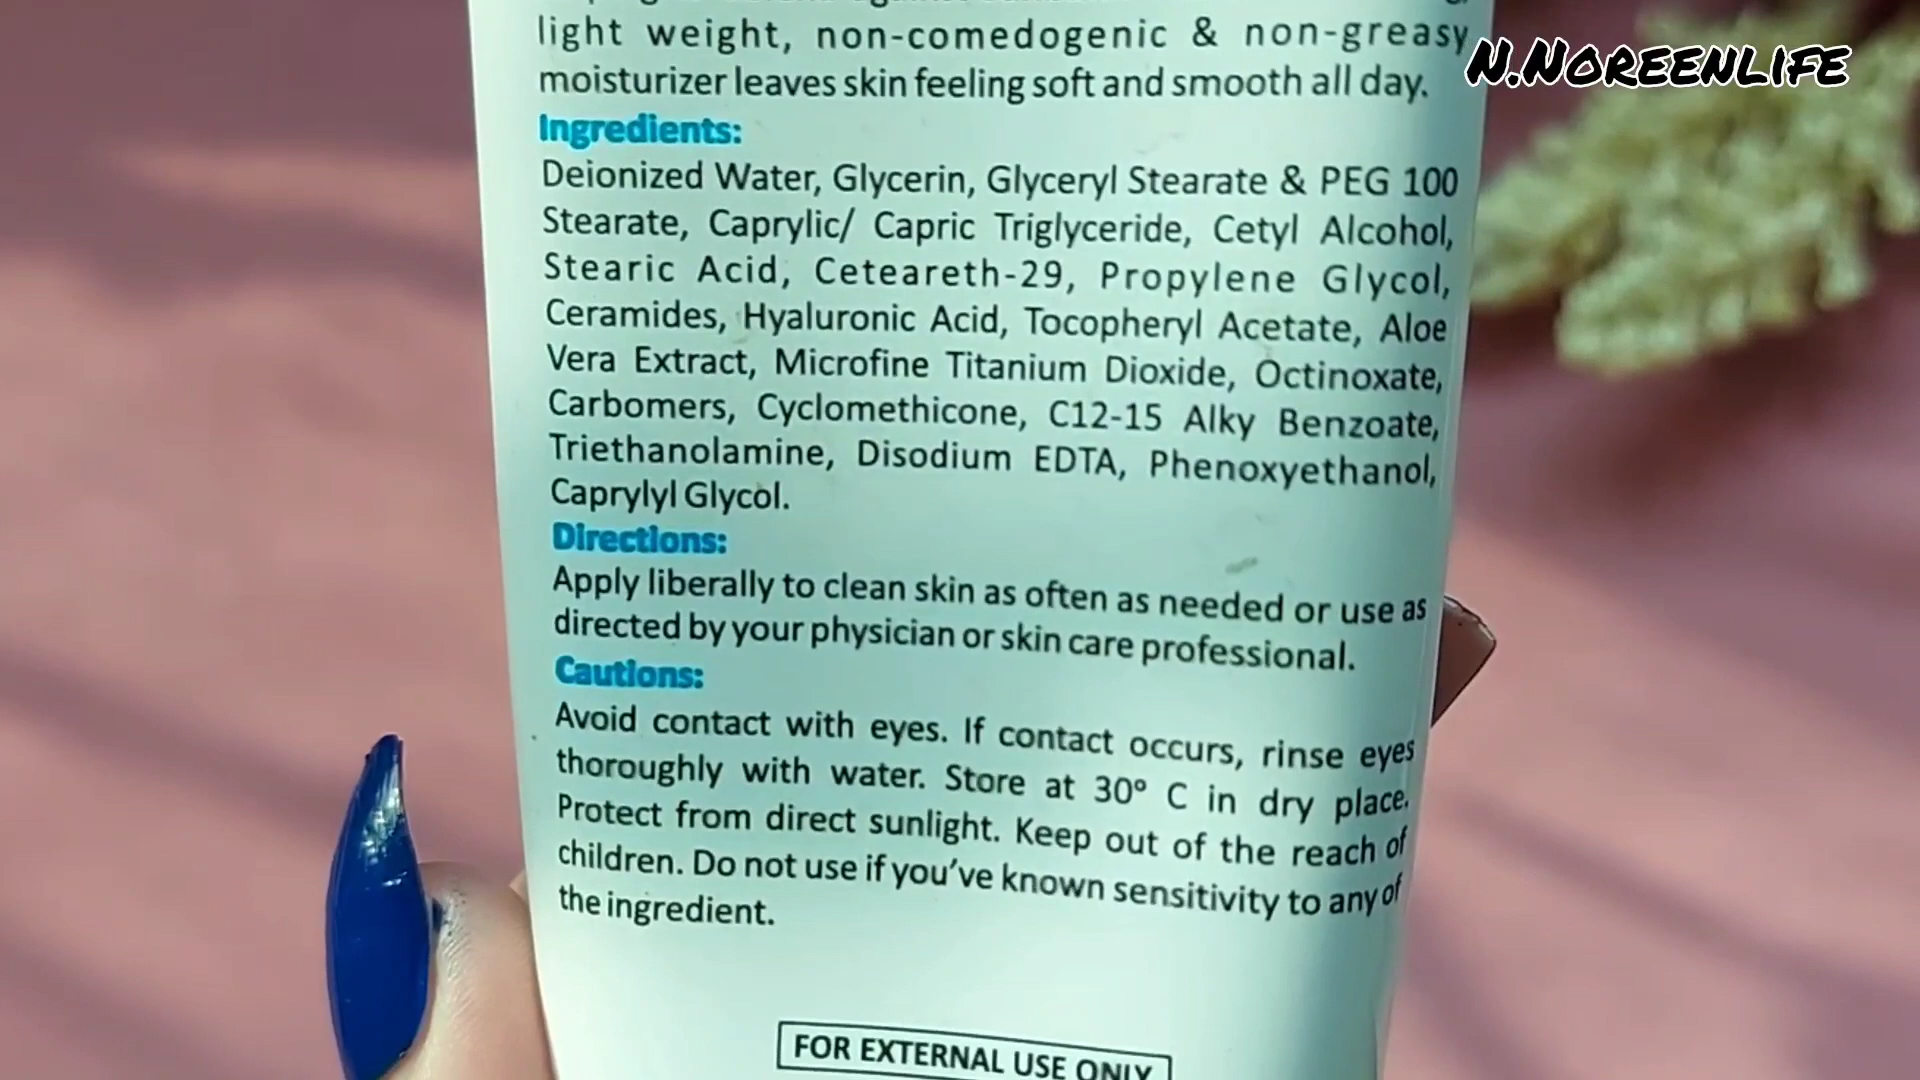 light weight, non-comedogenic & non-greasy
moisturizer leaves skin feeling soft and smooth all day.
N.Noreenlife
Ingredients:
Deionized Water, Glycerin, Glyceryl Stearate & PEG 100
Stearate, Caprylic/ Capric Triglyceride, Cetyl Alcohol,
Stearic Acid, Ceteareth-29, Propylene Glycol,
Ceramides, Hyaluronic Acid, Tocopheryl Acetate, Aloe
Vera Extract, Microfine Titanium Dioxide, Octinoxate,
Carbomers, Cyclomethicone, C12-15 Alky Benzoate,
Triethanolamine, Disodium EDTA, Phenoxyethanol,
Caprylyl Glycol.
Directions:
Apply liberally to clean skin as often as needed or use as
directed by your physician or skin care professional.
Cautions:
Avoid contact with eyes. If contact occurs, rinse eyes
thoroughly with water. Store at 30° C in dry place.
Protect from direct sunlight. Keep out of the reach of
children. Do not use if you've known sensitivity to any of
the ingredient.
FOR EXTERNAL USE ONLY